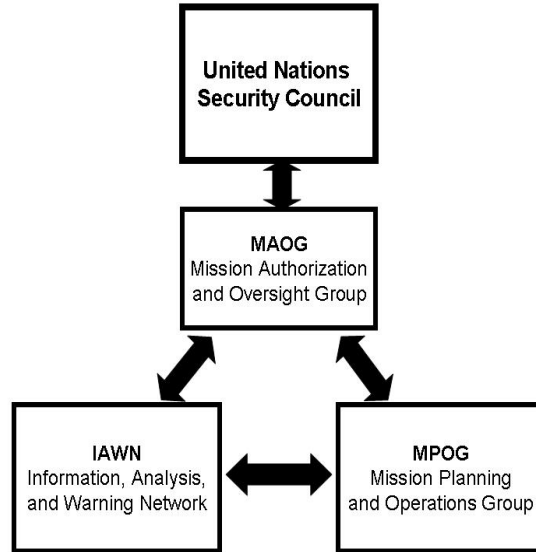 United Nations
Security Council
MAOG
Mission Authorization
and Oversight Group
IAWN
Information, Analysis,
and Warning Network
MPOG
Mission Planning
and Operations Group